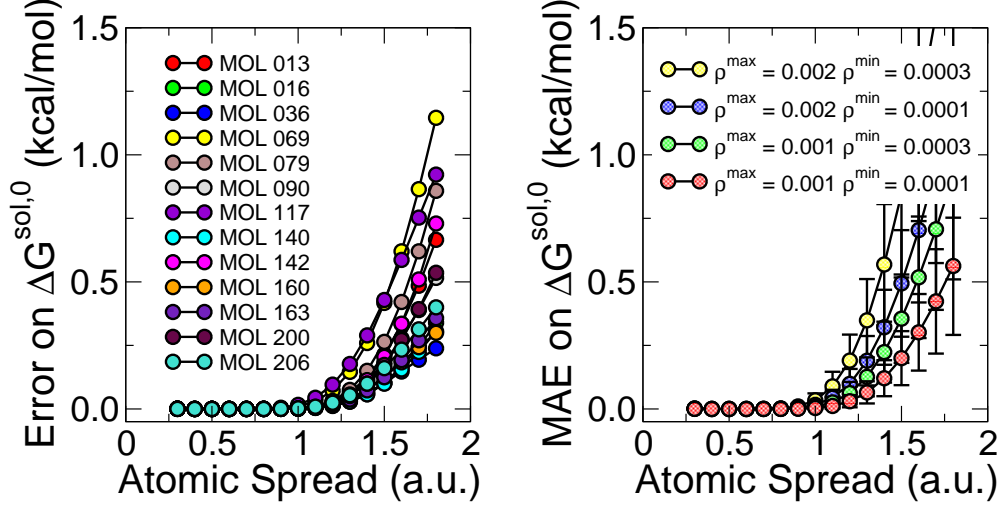 1.5
1.0
0.5
0.0
0
0.5
1
1.5
2
Error on ΔG^sol,0 (kcal/mol)
Atomic Spread (a.u.)
MOL 013
MOL 016
MOL 036
MOL 069
MOL 079
MOL 090
MOL 117
MOL 140
MOL 142
MOL 160
MOL 163
MOL 200
MOL 206
1.5
1.0
0.5
0.0
0
0.5
1
1.5
2
MAE on ΔG^sol,0 (kcal/mol)
Atomic Spread (a.u.)
ρ^max = 0.002 ρ^min = 0.0003
ρ^max = 0.002 ρ^min = 0.0001
ρ^max = 0.001 ρ^min = 0.0003
ρ^max = 0.001 ρ^min = 0.0001